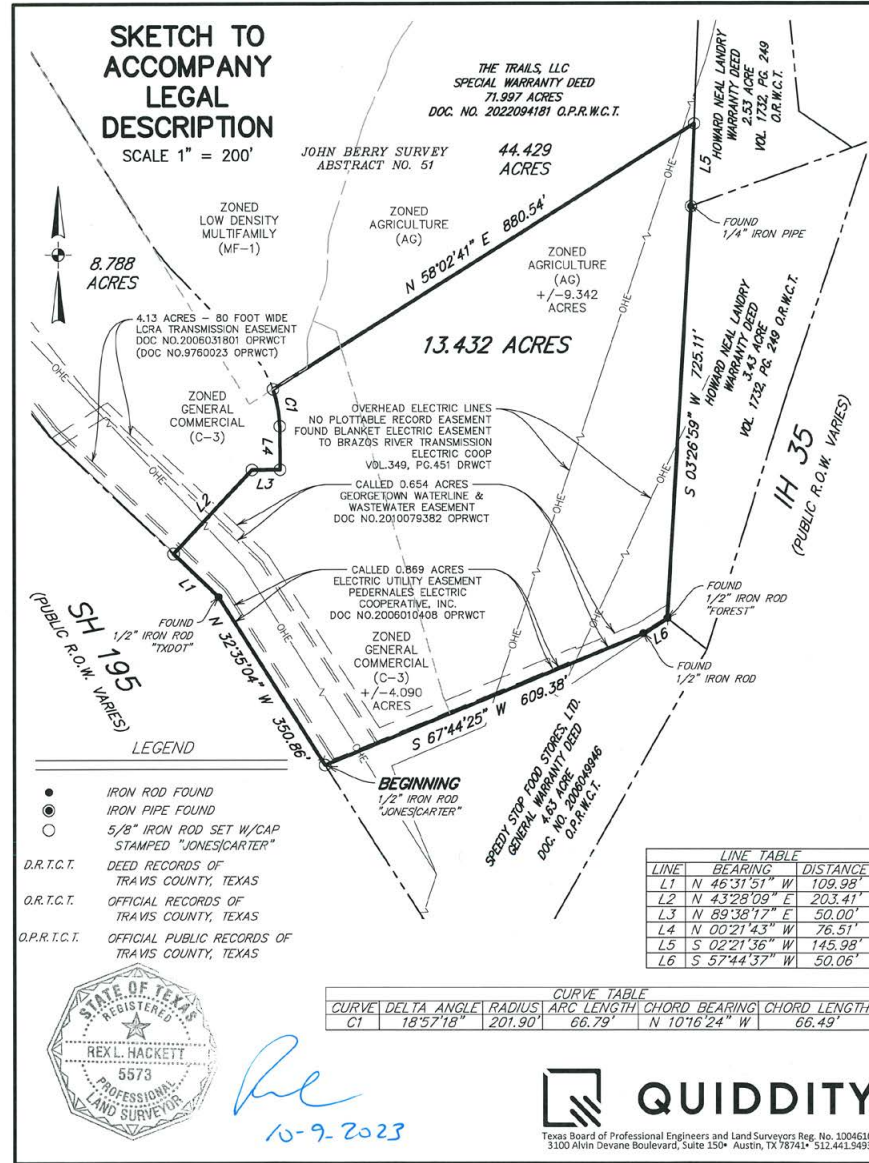 SKETCH TO
ACCOMPANY
LEGAL
DESCRIPTION
SCALE 1" = 200'
THE TRAILS, LLC
SPECIAL WARRANTY DEED
71.997 ACRES
DOC. NO. 2022094181 O.P.R.W.C.T.
HOWARD NEAL LANDRY
WARRANTY DEED
2.53 ACRE
VOL. 1732, PG. 249
O.R.W.C.T.
JOHN BERRY SURVEY
ABSTRACT NO. 51
44.429
ACRES
L5
OHE
ZONED
LOW DENSITY
MULTIFAMILY
(MF-1)
ZONED
AGRICULTURE
(AG)
N 58°02'41" E 880.54'
FOUND
1/4" IRON PIPE
8.788
ACRES
ZONED
AGRICULTURE
(AG)
+/-9.342
ACRES
OHE
4.13 ACRES - 80 FOOT WIDE
LCRA TRANSMISSION EASEMENT
DOC NO.2006031801 OPRWCT
(DOC NO.9760023 OPRWCT)
13.432 ACRES
S 03°26'59" W 725.11'
HOWARD NEAL LANDRY
WARRANTY DEED
3.43 ACRE
VOL. 1732, PG. 249 O.R.W.C.T.
OHE
ZONED
GENERAL
COMMERCIAL
(C-3)
C1
L4
L3
OVERHEAD ELECTRIC LINES
NO PLOTTABLE RECORD EASEMENT
FOUND BLANKET ELECTRIC EASEMENT
TO BRAZOS RIVER TRANSMISSION
ELECTRIC COOP
VOL.349, PG.451 DRWCT
IH 35
(PUBLIC R.O.W. VARIES)
OHE
L2
CALLED 0.654 ACRES
GEORGETOWN WATERLINE &
WASTEWATER EASEMENT
DOC NO.2010079382 OPRWCT
OHE
L1
CALLED 0.869 ACRES
ELECTRIC UTILITY EASEMENT
PEDERNALES ELECTRIC
COOPERATIVE, INC.
DOC NO.2006010408 OPRWCT
FOUND
1/2" IRON ROD
"FOREST"
SH 195
(PUBLIC R.O.W. VARIES)
FOUND
1/2" IRON ROD
"TXDOT"
N 32°35'04" W 350.86'
OHE
ZONED
GENERAL
COMMERCIAL
(C-3)
+/-4.090
ACRES
OHE
L6
FOUND
1/2" IRON ROD
S 67°44'25" W 609.38'
OHE
BEGINNING
1/2" IRON ROD
"JONES|CARTER"
SPEEDY STOP FOOD STORES, LTD.
GENERAL WARRANTY DEED
4.63 ACRE
DOC. NO. 2006049946
O.P.R.W.C.T.
LEGEND
IRON ROD FOUND
IRON PIPE FOUND
5/8" IRON ROD SET W/CAP
STAMPED "JONES|CARTER"
D.R.T.C.T. DEED RECORDS OF
TRAVIS COUNTY, TEXAS
O.R.T.C.T. OFFICIAL RECORDS OF
TRAVIS COUNTY, TEXAS
O.P.R.T.C.T. OFFICIAL PUBLIC RECORDS OF
TRAVIS COUNTY, TEXAS
LINE TABLE
LINE BEARING DISTANCE
L1 N 46°31'51" W 109.98'
L2 N 43°28'09" E 203.41'
L3 N 89°38'17" E 50.00'
L4 N 00°21'43" W 76.51'
L5 S 02°21'36" W 145.98'
L6 S 57°44'37" W 50.06'
CURVE TABLE
CURVE DELTA ANGLE RADIUS ARC LENGTH CHORD BEARING CHORD LENGTH
C1 18°57'18" 201.90' 66.79' N 10°16'24" W 66.49'
STATE OF TEXAS
REGISTERED
REX L. HACKETT
5573
PROFESSIONAL
LAND SURVEYOR
10-9-2023
QUIDDITY
Texas Board of Professional Engineers and Land Surveyors Reg. No. 1004616
3100 Alvin Devane Boulevard, Suite 150• Austin, TX 78741• 512.441.9493